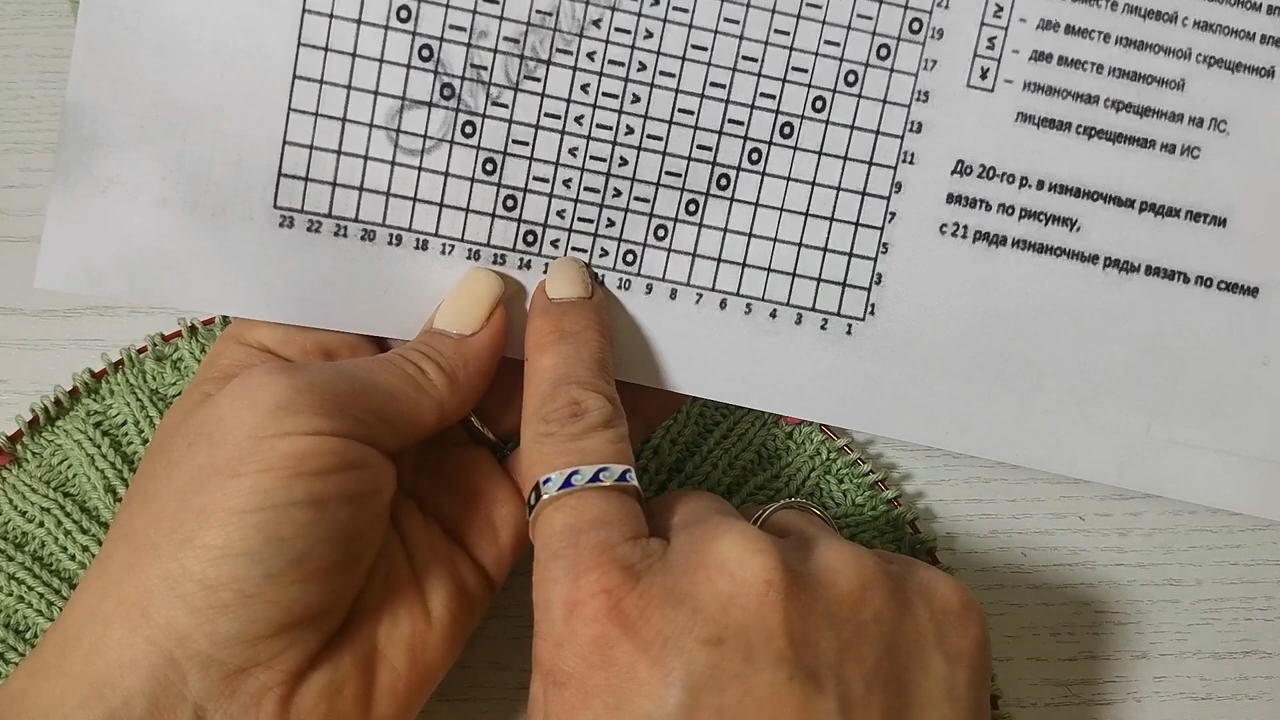 вместе лицевой с наклоном
≥ – две вместе изнаночной скрещенной
≤ – две вместе изнаночной
¥ – изнаночная скрещенная на ЛС,
лицевая скрещенная на ИС
До 20-го р. в изнаночных рядах петли
вязать по рисунку,
с 21 ряда изнаночные ряды вязать по схеме
21
19
17
15
13
11
9
7
5
3
1
23 22 21 20 19 18 17 16 15 14 10 9 8 7 6 5 4 3 2 1